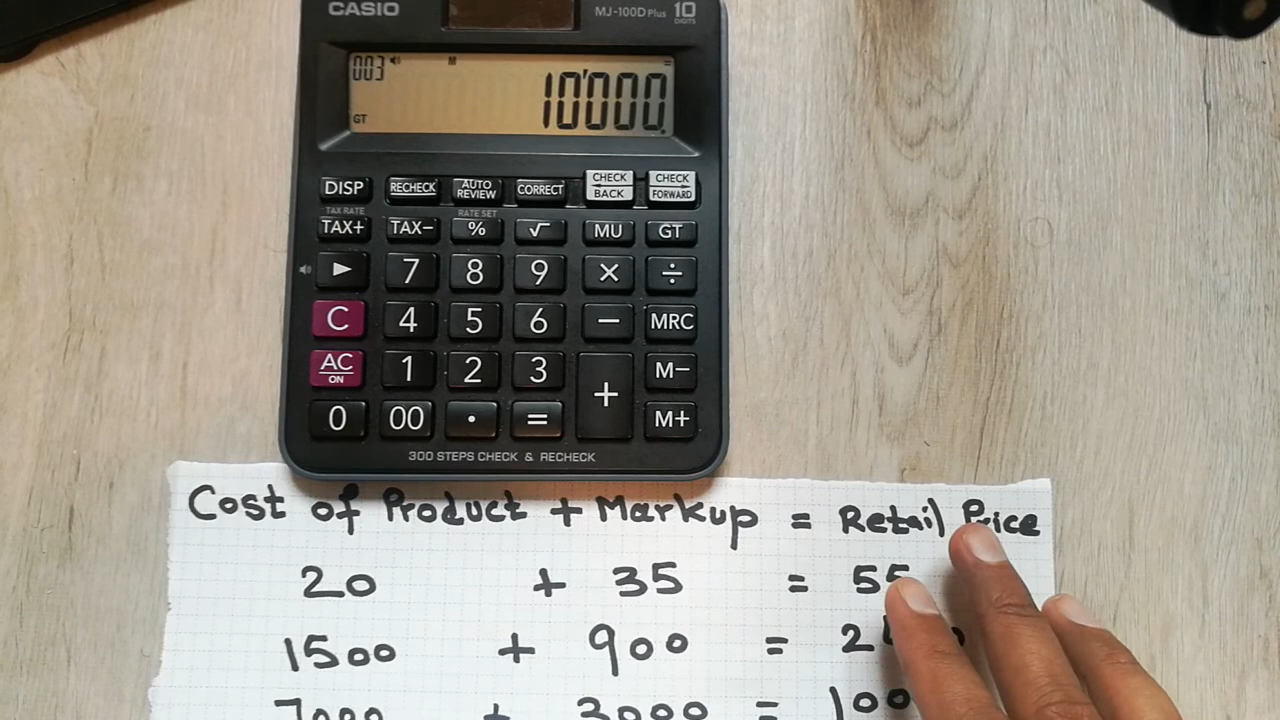 CASIO MJ-100D Plus 10 DIGITS
003 M =
10'000.
GT
DISP RECHECK AUTO REVIEW CORRECT CHECK BACK CHECK FORWARD
TAX RATE RATE SET
TAX+ TAX− % √ MU GT
▶ 7 8 9 × ÷
C 4 5 6 − MRC
AC ON 1 2 3 + M−
0 00 · = M+
300 STEPS CHECK & RECHECK
Cost of Product + Markup = Retail Price
20 + 35 = 55
1500 + 900 =
7000 + 3000 =